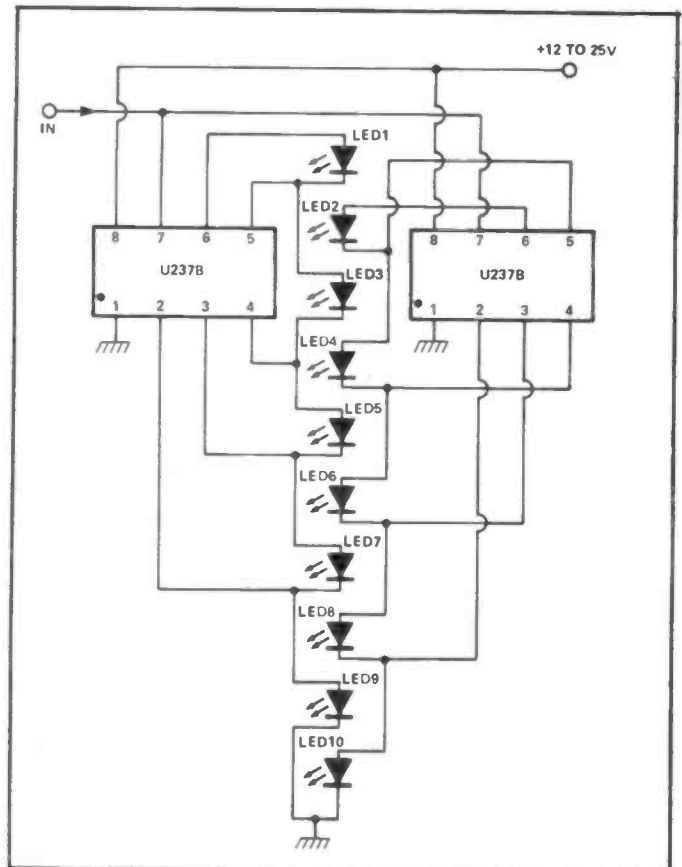 +12 TO 25V
IN
LED1
LED2
8 7 6 5
U237B
1 2 3 4
8 7 6 5
U237B
1 2 3 4
LED3
LED4
LED5
LED6
LED7
LED8
LED9
LED10